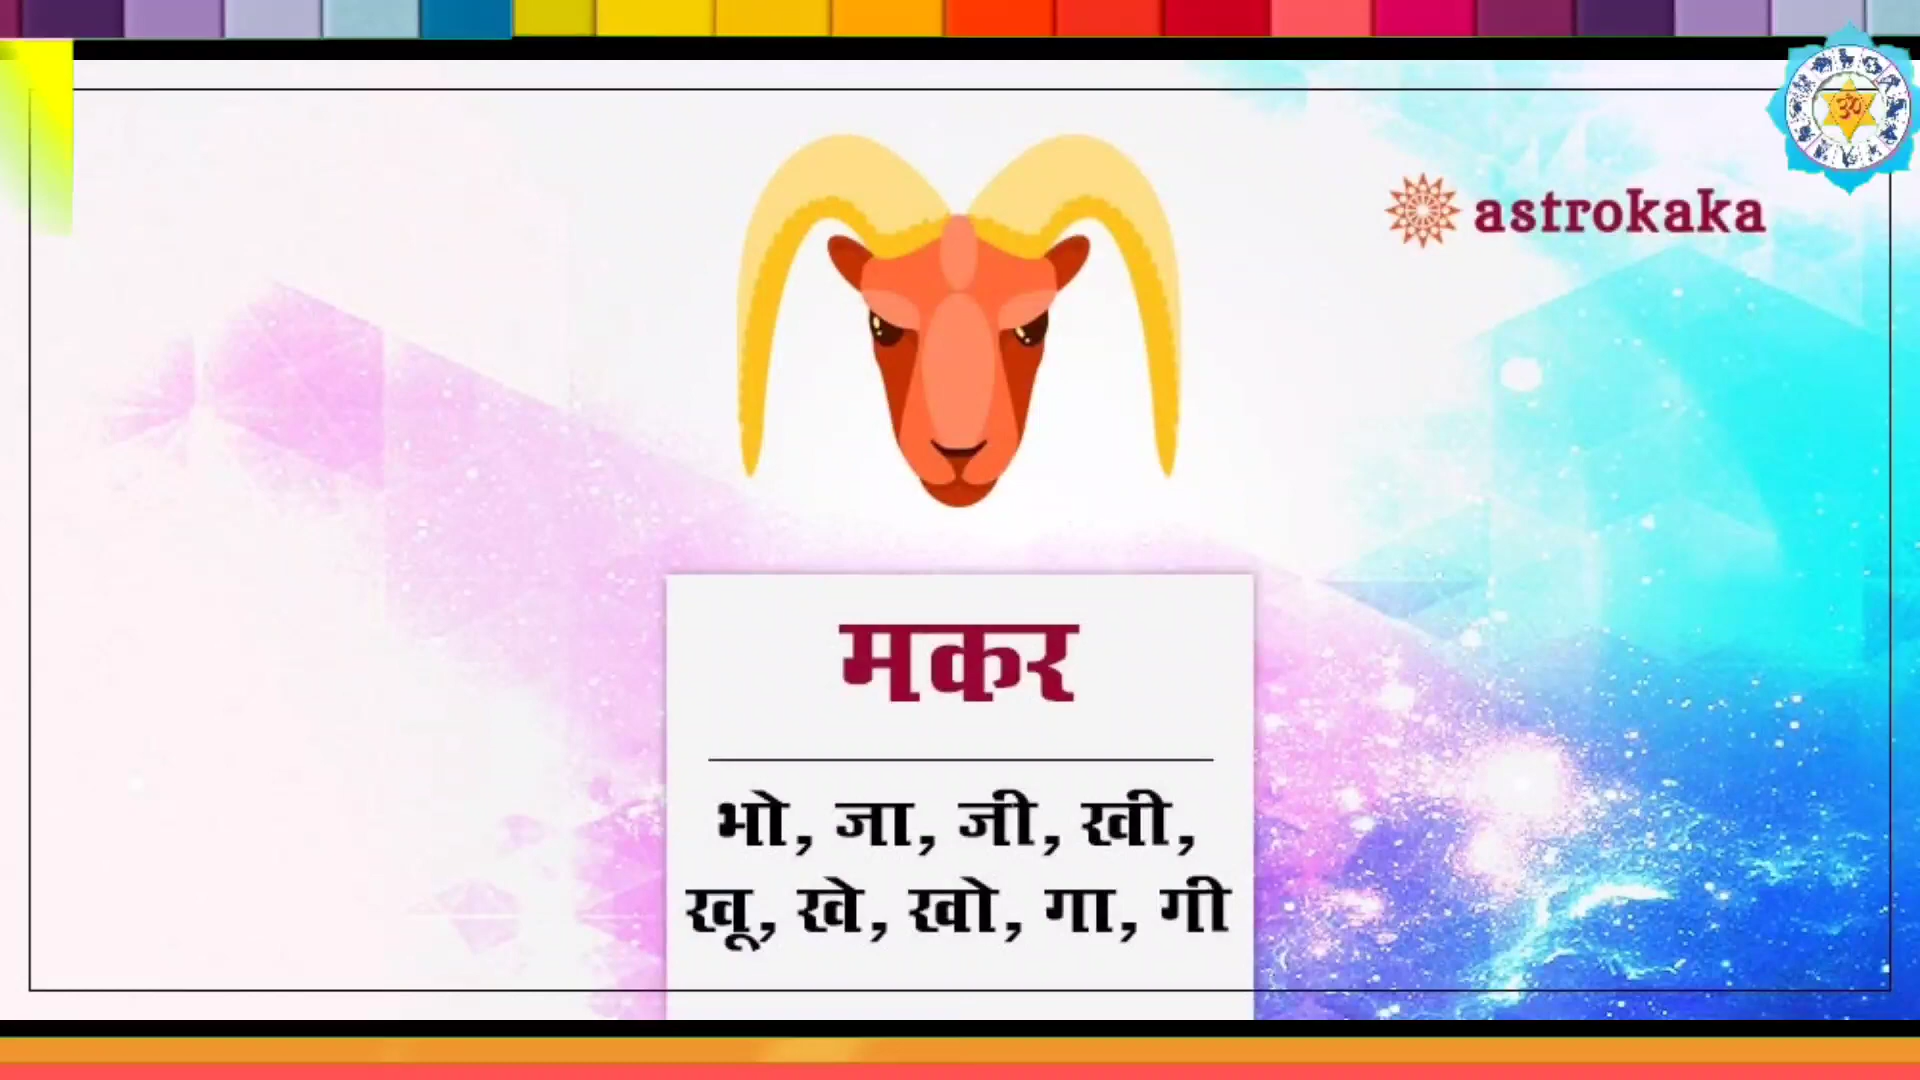 ॐ
astrokaka
मकर
भो, जा, जी, खी,
खू, खे, खो, गा, गी